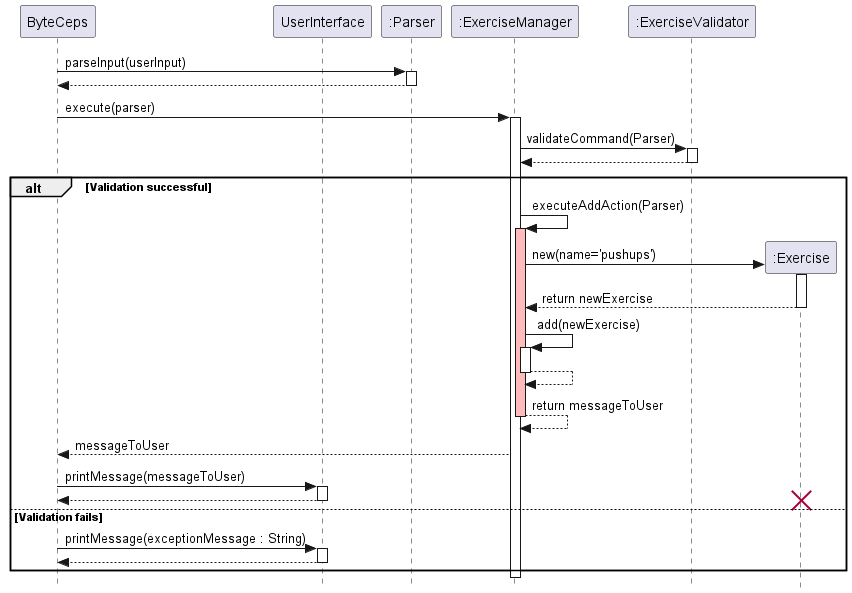 ByteCeps
UserInterface
:Parser
:ExerciseManager
:ExerciseValidator
parseInput(userInput)
execute(parser)
validateCommand(Parser)
alt
[Validation successful]
executeAddAction(Parser)
new(name='pushups')
:Exercise
return newExercise
add(newExercise)
return messageToUser
messageToUser
printMessage(messageToUser)
[Validation fails]
printMessage(exceptionMessage : String)